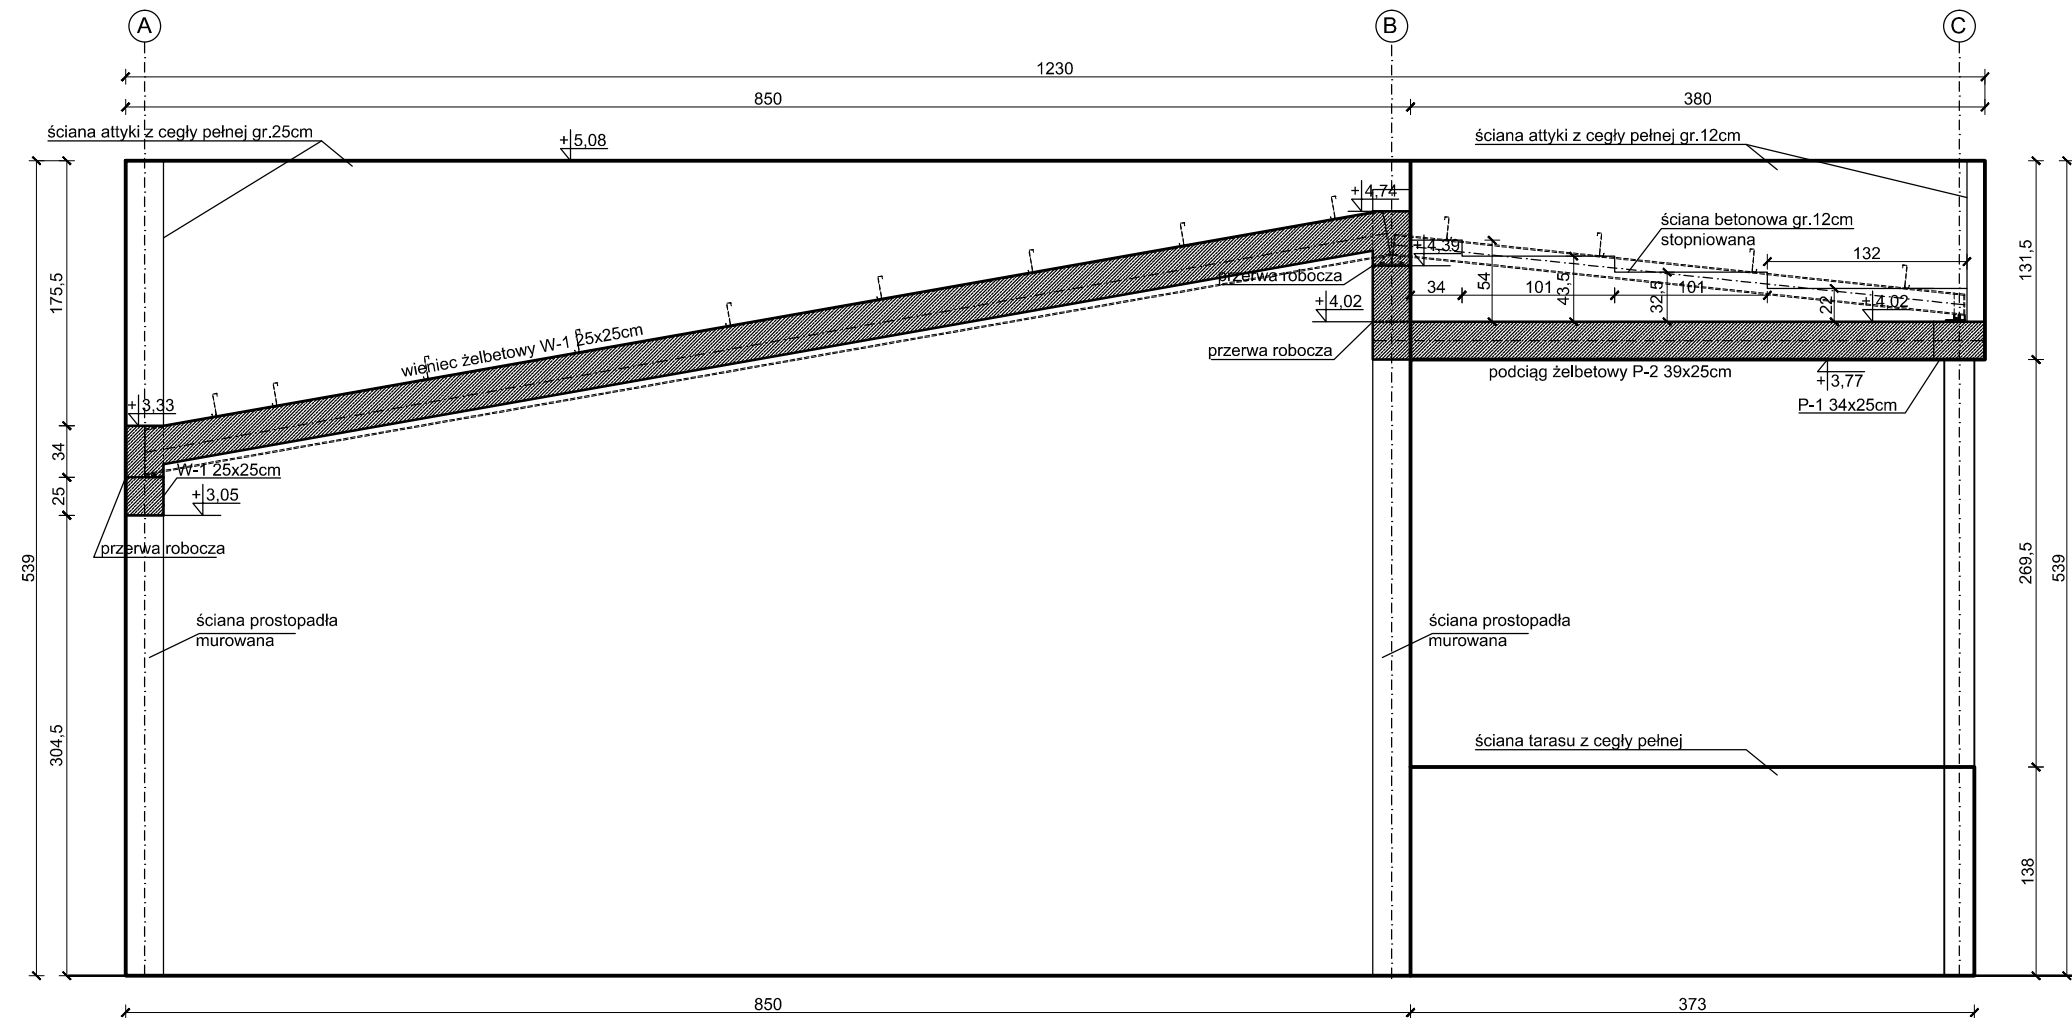 A
B
C
1230
850
380
ściana attyki z cegły pełnej gr.25cm
+5,08
ściana attyki z cegły pełnej gr.12cm
+4,74
ściana betonowa gr.12cm
stopniowana
+4,39
132
131,5
175,5
przerwa robocza
34
101
101
54
43,5
32,5
22
+4,02
+4,02
wieniec żelbetowy W-1 25x25cm
przerwa robocza
podciąg żelbetowy P-2 39x25cm
+3,77
P-1 34x25cm
+3,33
34
W-1 25x25cm
25
+3,05
przerwa robocza
539
269,5
539
ściana prostopadła
murowana
ściana prostopadła
murowana
304,5
ściana tarasu z cegły pełnej
138
850
373